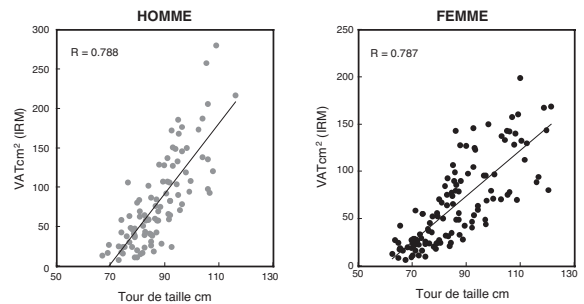 HOMME
R = 0.788
VATcm² (IRM)
300
250
200
150
100
50
0
50
70
90
110
130
Tour de taille cm
FEMME
R = 0.787
VATcm² (IRM)
250
200
150
100
50
0
50
70
90
110
130
Tour de taille cm